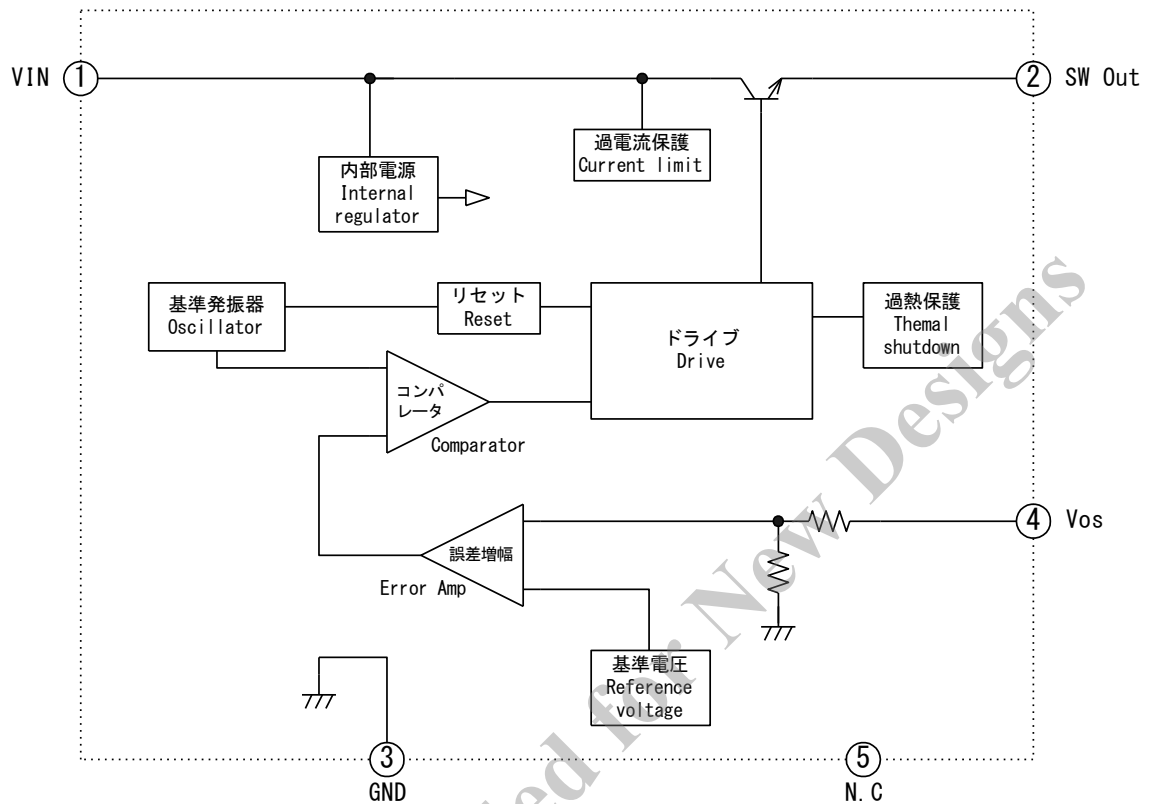 VIN
1
2
SW Out
内部電源
Internal
regulator
過電流保護
Current limit
基準発振器
Oscillator
リセット
Reset
ドライブ
Drive
過熱保護
Themal
shutdown
コンパ
レータ
Comparator
誤差増幅
Error Amp
4
Vos
基準電圧
Reference
voltage
3
GND
5
N.C
ed for New Designs